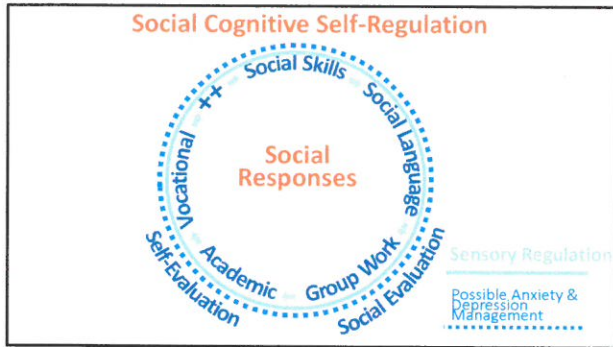 Social Cognitive Self-Regulation
++
Social Skills
Social Language
Vocational
Social
Responses
Academic
Group Work
Self-Evaluation
Social Evaluation
Sensory Regulation
Possible Anxiety &
Depression
Management